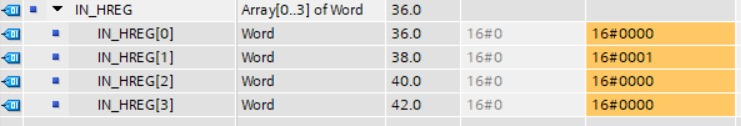 IN_HREG Array[0..3] of Word 36.0
IN_HREG[0] Word 36.0 16#0 16#0000
IN_HREG[1] Word 38.0 16#0 16#0001
IN_HREG[2] Word 40.0 16#0 16#0000
IN_HREG[3] Word 42.0 16#0 16#0000